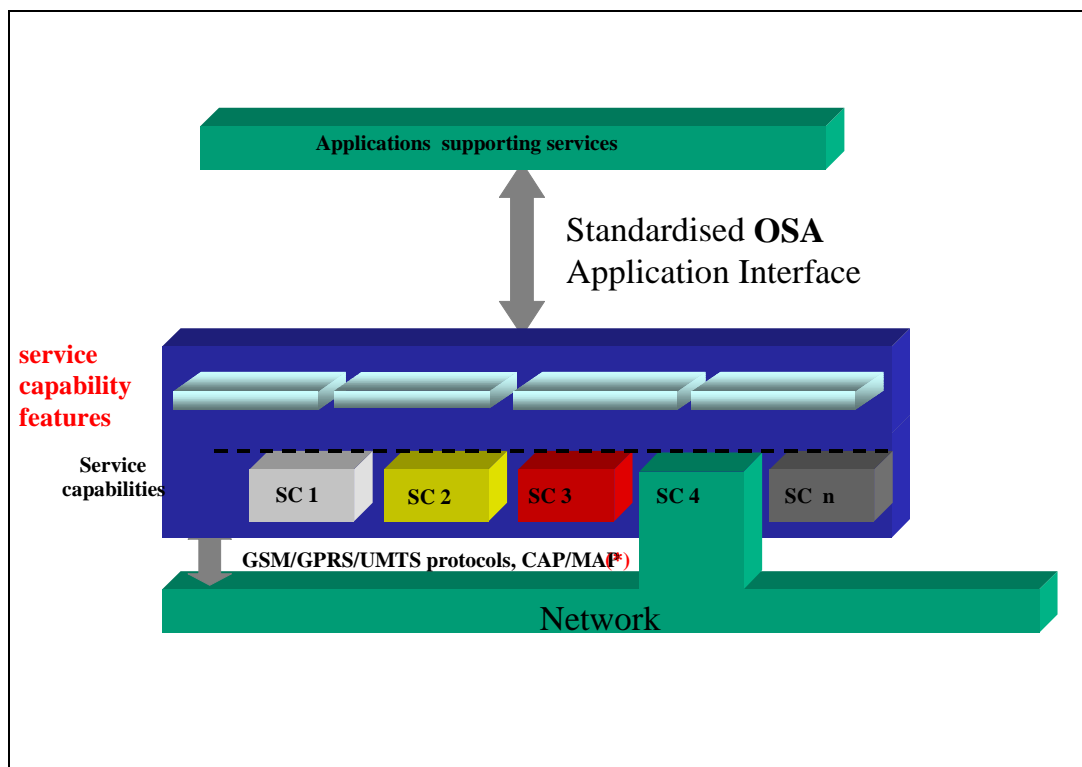 Applications supporting services
Standardised OSA
Application Interface
service
capability
features
Service
capabilities
SC 1
SC 2
SC 3
SC 4
SC n
GSM/GPRS/UMTS protocols, CAP/MAP(*)
Network